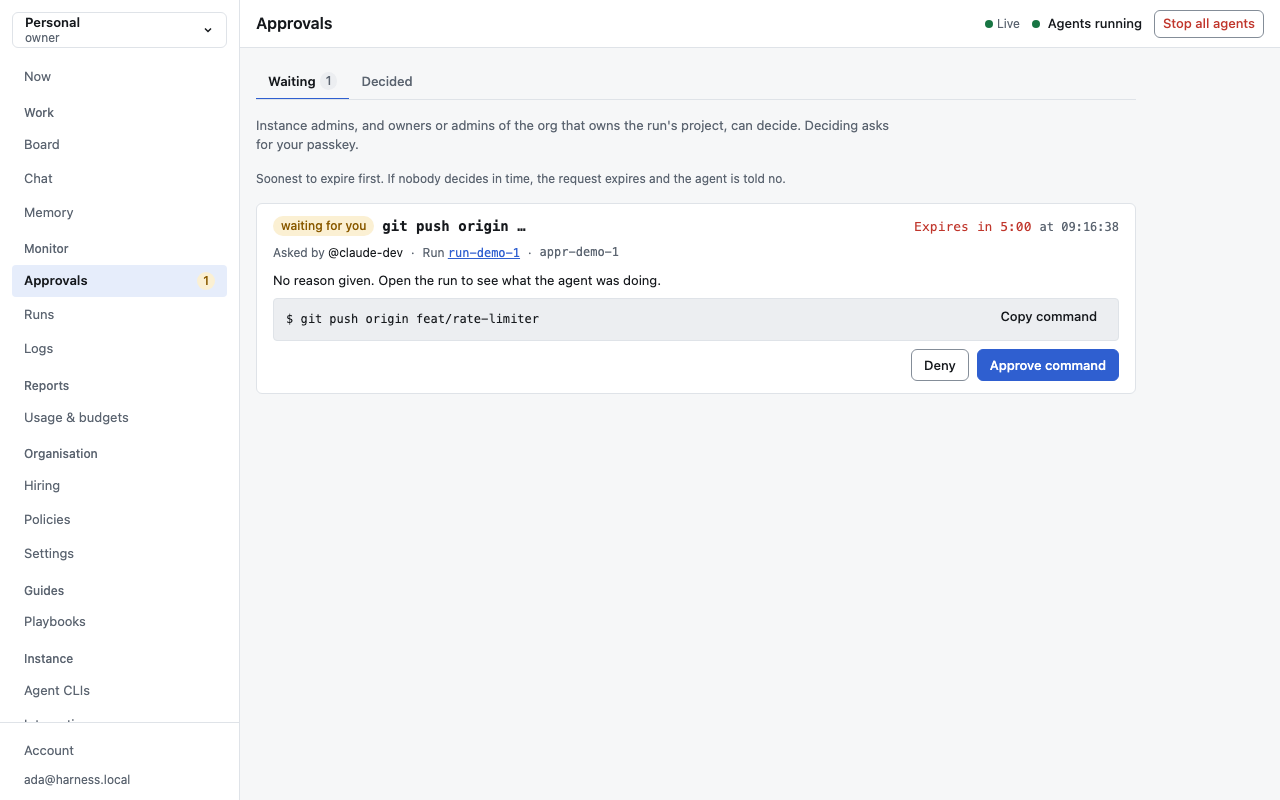 Personal
owner
Now
Work
Board
Chat
Memory
Monitor
Approvals 1
Runs
Logs
Reports
Usage & budgets
Organisation
Hiring
Policies
Settings
Guides
Playbooks
Instance
Agent CLIs
Account
ada@harness.local
Approvals
Live Agents running Stop all agents
Waiting 1 Decided
Instance admins, and owners or admins of the org that owns the run's project, can decide. Deciding asks
for your passkey.
Soonest to expire first. If nobody decides in time, the request expires and the agent is told no.
waiting for you git push origin … Expires in 5:00 at 09:16:38
Asked by @claude-dev · Run run-demo-1 · appr-demo-1
No reason given. Open the run to see what the agent was doing.
$ git push origin feat/rate-limiter Copy command
Deny Approve command